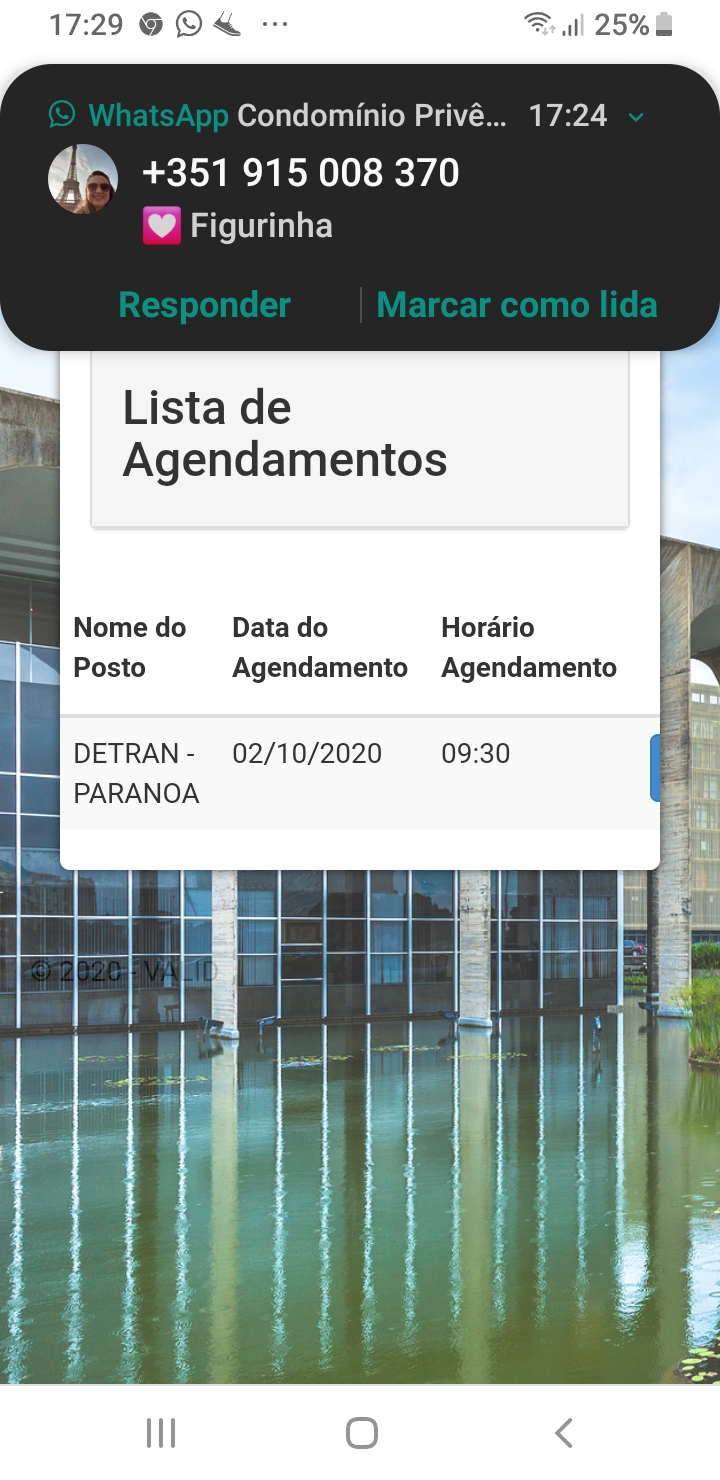 17:29 ... 25%
WhatsApp Condomínio Privê... 17:24
+351 915 008 370
💟 Figurinha
Responder Marcar como lida
Lista de
Agendamentos
Nome do Data do Horário
Posto Agendamento Agendamento
DETRAN - 02/10/2020 09:30
PARANOA
© 2020 - VALID